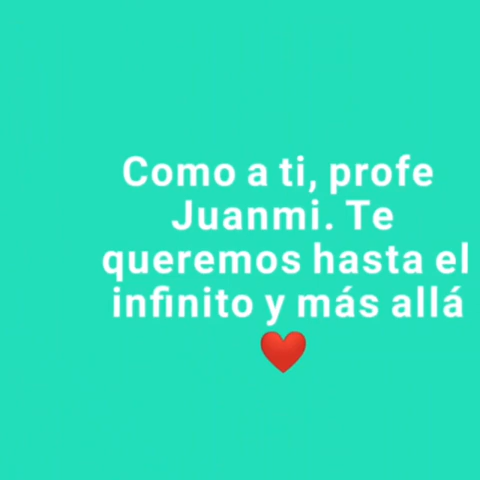 Como a ti, profe
Juanmi. Te
queremos hasta el
infinito y más allá
❤️